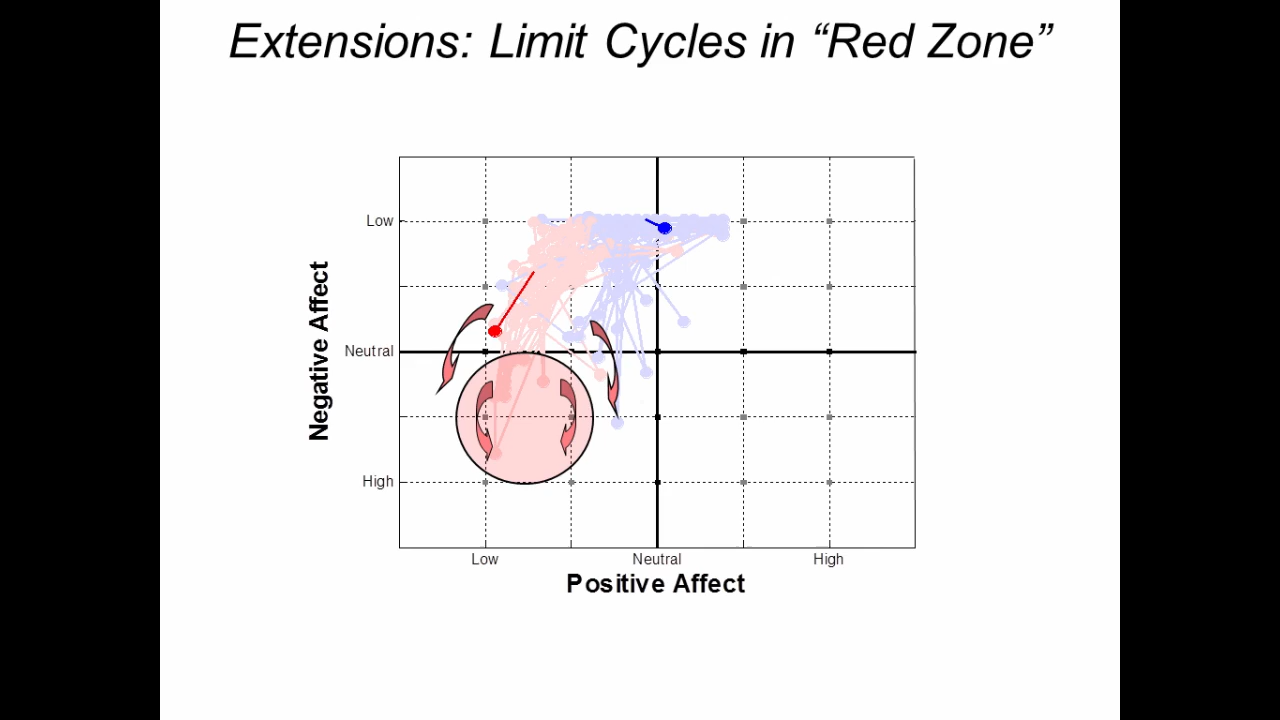 Extensions: Limit Cycles in “Red Zone”
Low
Neutral
High
Negative Affect
Low
Neutral
High
Positive Affect